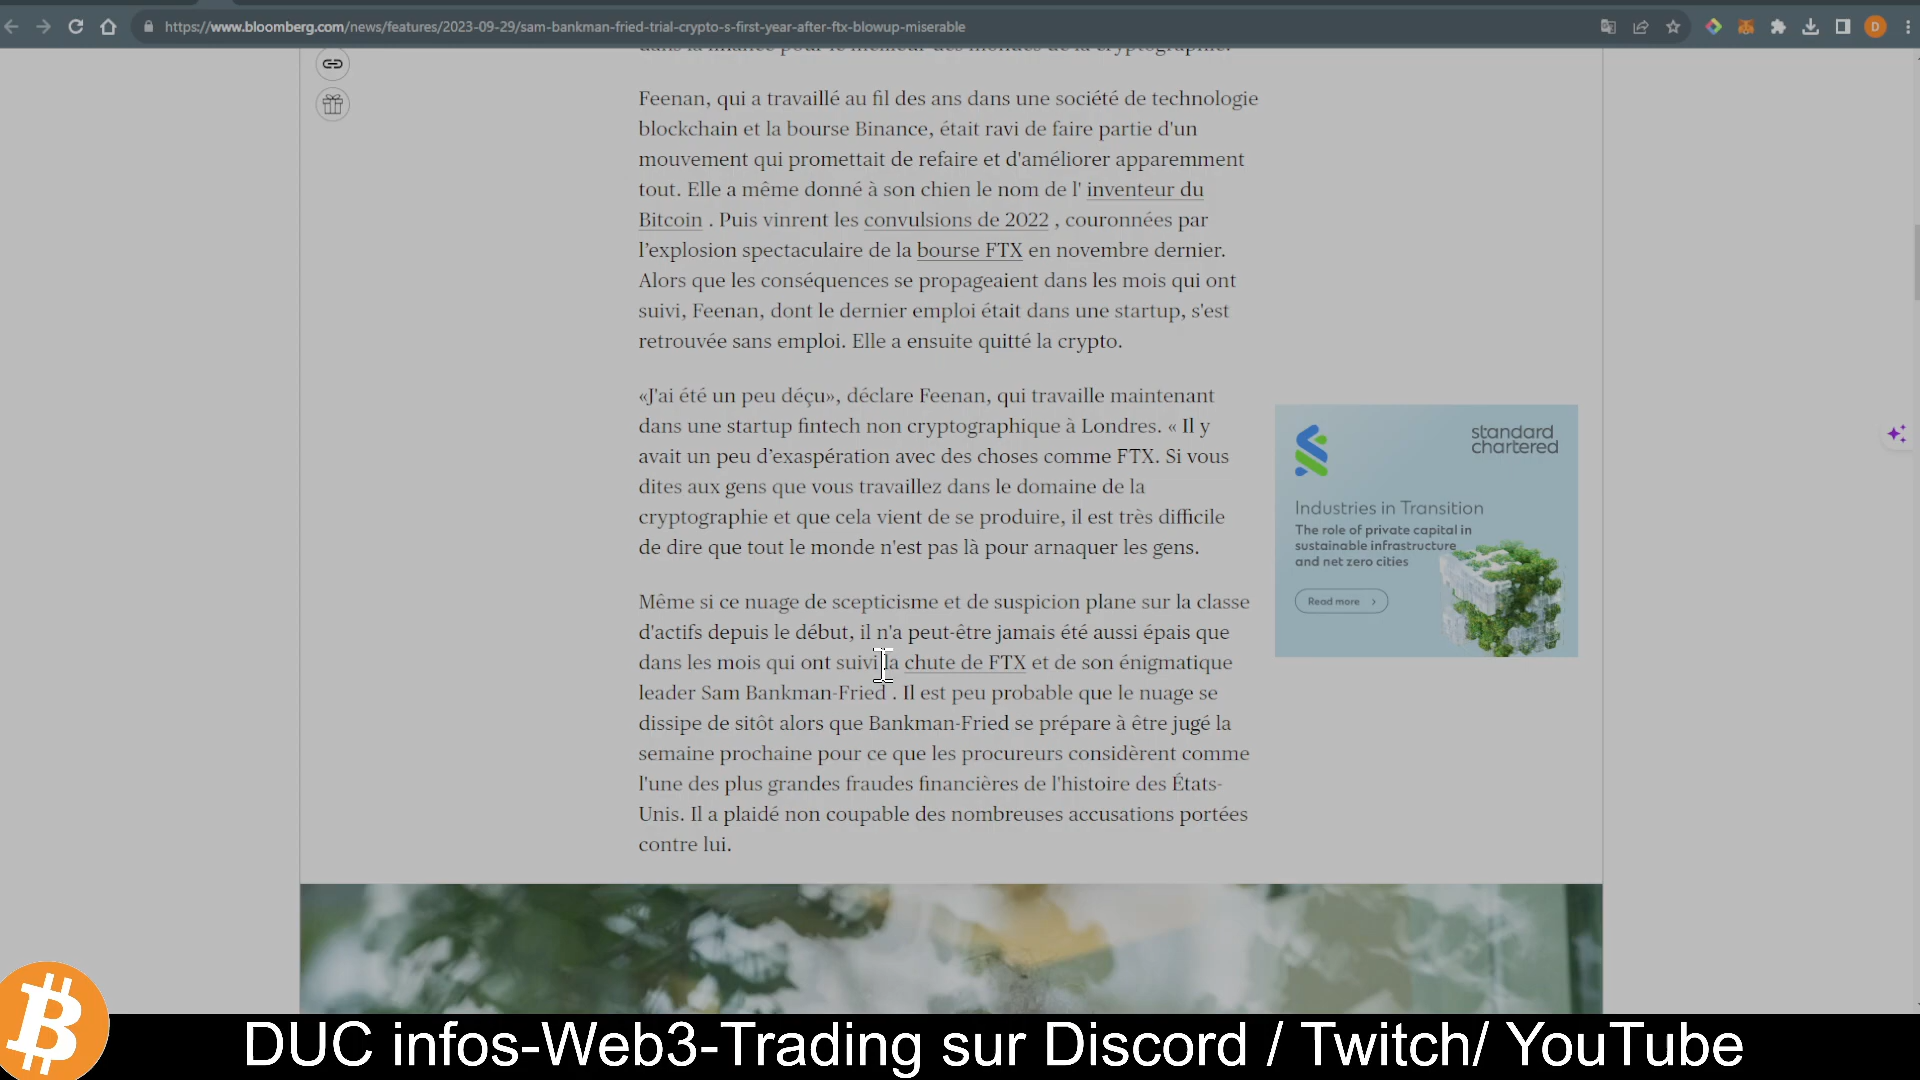 https://www.bloomberg.com/news/features/2023-09-29/sam-bankman-fried-trial-crypto-s-first-year-after-ftx-blowup-miserable
D
dans la finance pour le meilleur des mondes de la cryptographie.
Feenan, qui a travaillé au fil des ans dans une société de technologie
blockchain et la bourse Binance, était ravi de faire partie d'un
mouvement qui promettait de refaire et d'améliorer apparemment
tout. Elle a même donné à son chien le nom de l' inventeur du
Bitcoin . Puis vinrent les convulsions de 2022 , couronnées par
l'explosion spectaculaire de la bourse FTX en novembre dernier.
Alors que les conséquences se propageaient dans les mois qui ont
suivi, Feenan, dont le dernier emploi était dans une startup, s'est
retrouvée sans emploi. Elle a ensuite quitté la crypto.
«J'ai été un peu déçu», déclare Feenan, qui travaille maintenant
dans une startup fintech non cryptographique à Londres. « Il y
avait un peu d'exaspération avec des choses comme FTX. Si vous
dites aux gens que vous travaillez dans le domaine de la
cryptographie et que cela vient de se produire, il est très difficile
de dire que tout le monde n'est pas là pour arnaquer les gens.
Même si ce nuage de scepticisme et de suspicion plane sur la classe
d'actifs depuis le début, il n'a peut-être jamais été aussi épais que
dans les mois qui ont suivi la chute de FTX et de son énigmatique
leader Sam Bankman-Fried . Il est peu probable que le nuage se
dissipe de sitôt alors que Bankman-Fried se prépare à être jugé la
semaine prochaine pour ce que les procureurs considèrent comme
l'une des plus grandes fraudes financières de l'histoire des États-
Unis. Il a plaidé non coupable des nombreuses accusations portées
contre lui.
standard
chartered
Industries in Transition
The role of private capital in
sustainable infrastructure
and net zero cities
Read more
DUC infos-Web3-Trading sur Discord / Twitch/ YouTube